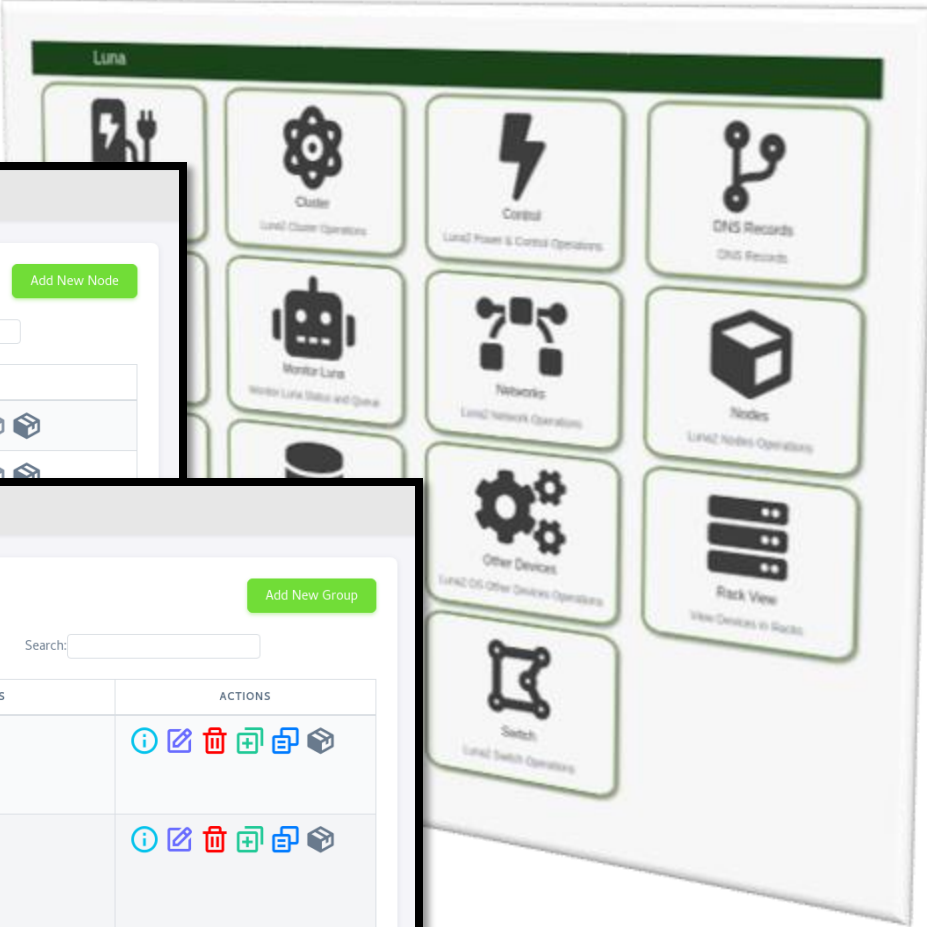 Luna
Cluster
Luna2 Cluster Operations
Control
Luna2 Power & Control Operations
DNS Records
DNS Records
Add New Node
Monitor Luna
Monitor Luna Status and Queue
Networks
Luna2 Network Operations
Nodes
Luna2 Nodes Operations
Other Devices
Luna2 OS Other Devices Operations
Rack View
View Devices in Racks
Add New Group
Search:
S
ACTIONS
Switch
Luna2 Switch Operations